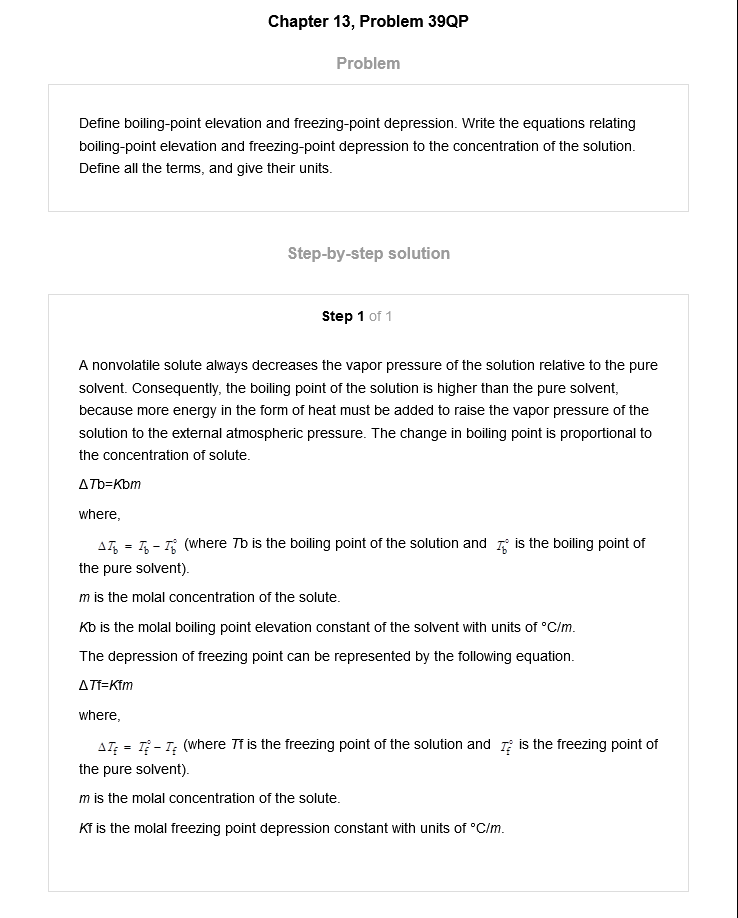 Chapter 13, Problem 39QP
Problem
Define boiling-point elevation and freezing-point depression. Write the equations relating
boiling-point elevation and freezing-point depression to the concentration of the solution.
Define all the terms, and give their units.
Step-by-step solution
Step 1 of 1
A nonvolatile solute always decreases the vapor pressure of the solution relative to the pure
solvent. Consequently, the boiling point of the solution is higher than the pure solvent,
because more energy in the form of heat must be added to raise the vapor pressure of the
solution to the external atmospheric pressure. The change in boiling point is proportional to
the concentration of solute.
ΔTb=Kbm
where,
ΔT_b = T_b − T_b° (where Tb is the boiling point of the solution and T_b° is the boiling point of
the pure solvent).
m is the molal concentration of the solute.
Kb is the molal boiling point elevation constant of the solvent with units of °C/m.
The depression of freezing point can be represented by the following equation.
ΔTf=Kfm
where,
ΔT_f = T_f° − T_f (where Tf is the freezing point of the solution and T_f° is the freezing point of
the pure solvent).
m is the molal concentration of the solute.
Kf is the molal freezing point depression constant with units of °C/m.